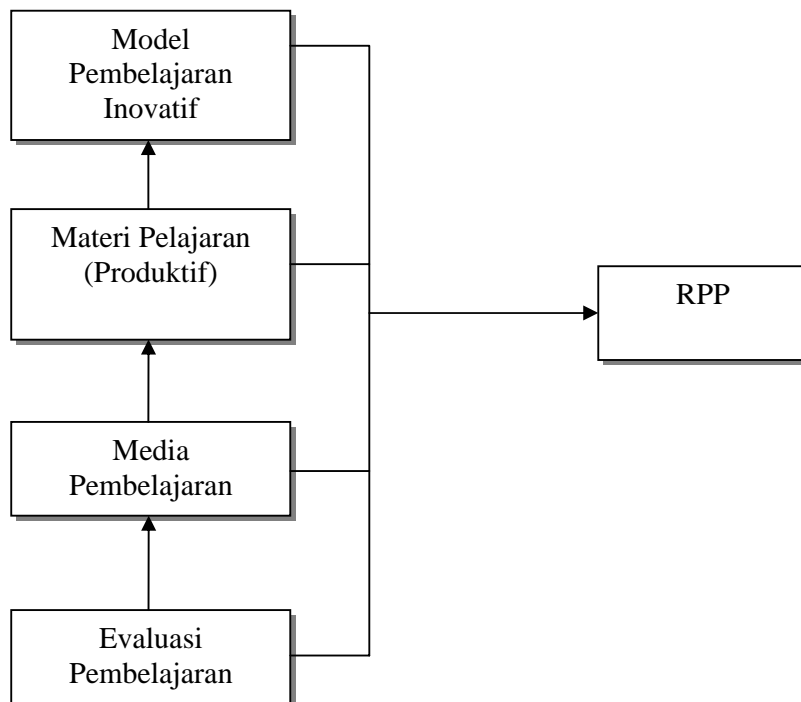 Model
Pembelajaran
Inovatif
Materi Pelajaran
(Produktif)
RPP
Media
Pembelajaran
Evaluasi
Pembelajaran